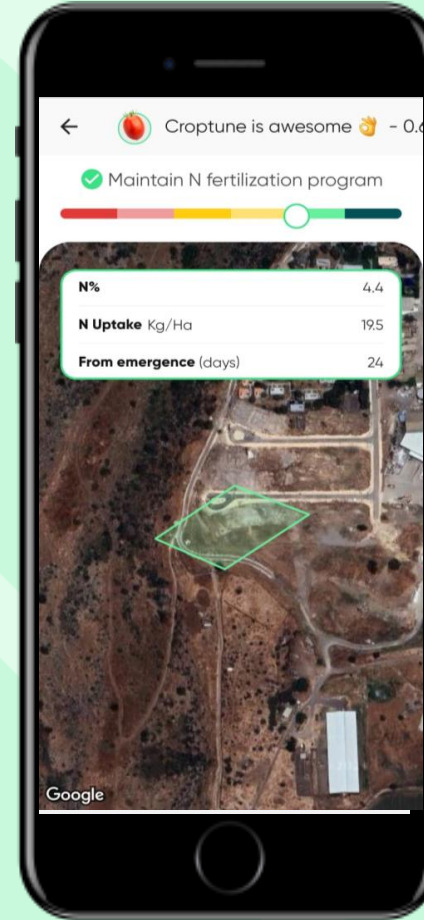 Croptune is awesome 👌 - 0.6
Maintain N fertilization program
N% 4.4
N Uptake Kg/Ha 19.5
From emergence (days) 24
Google